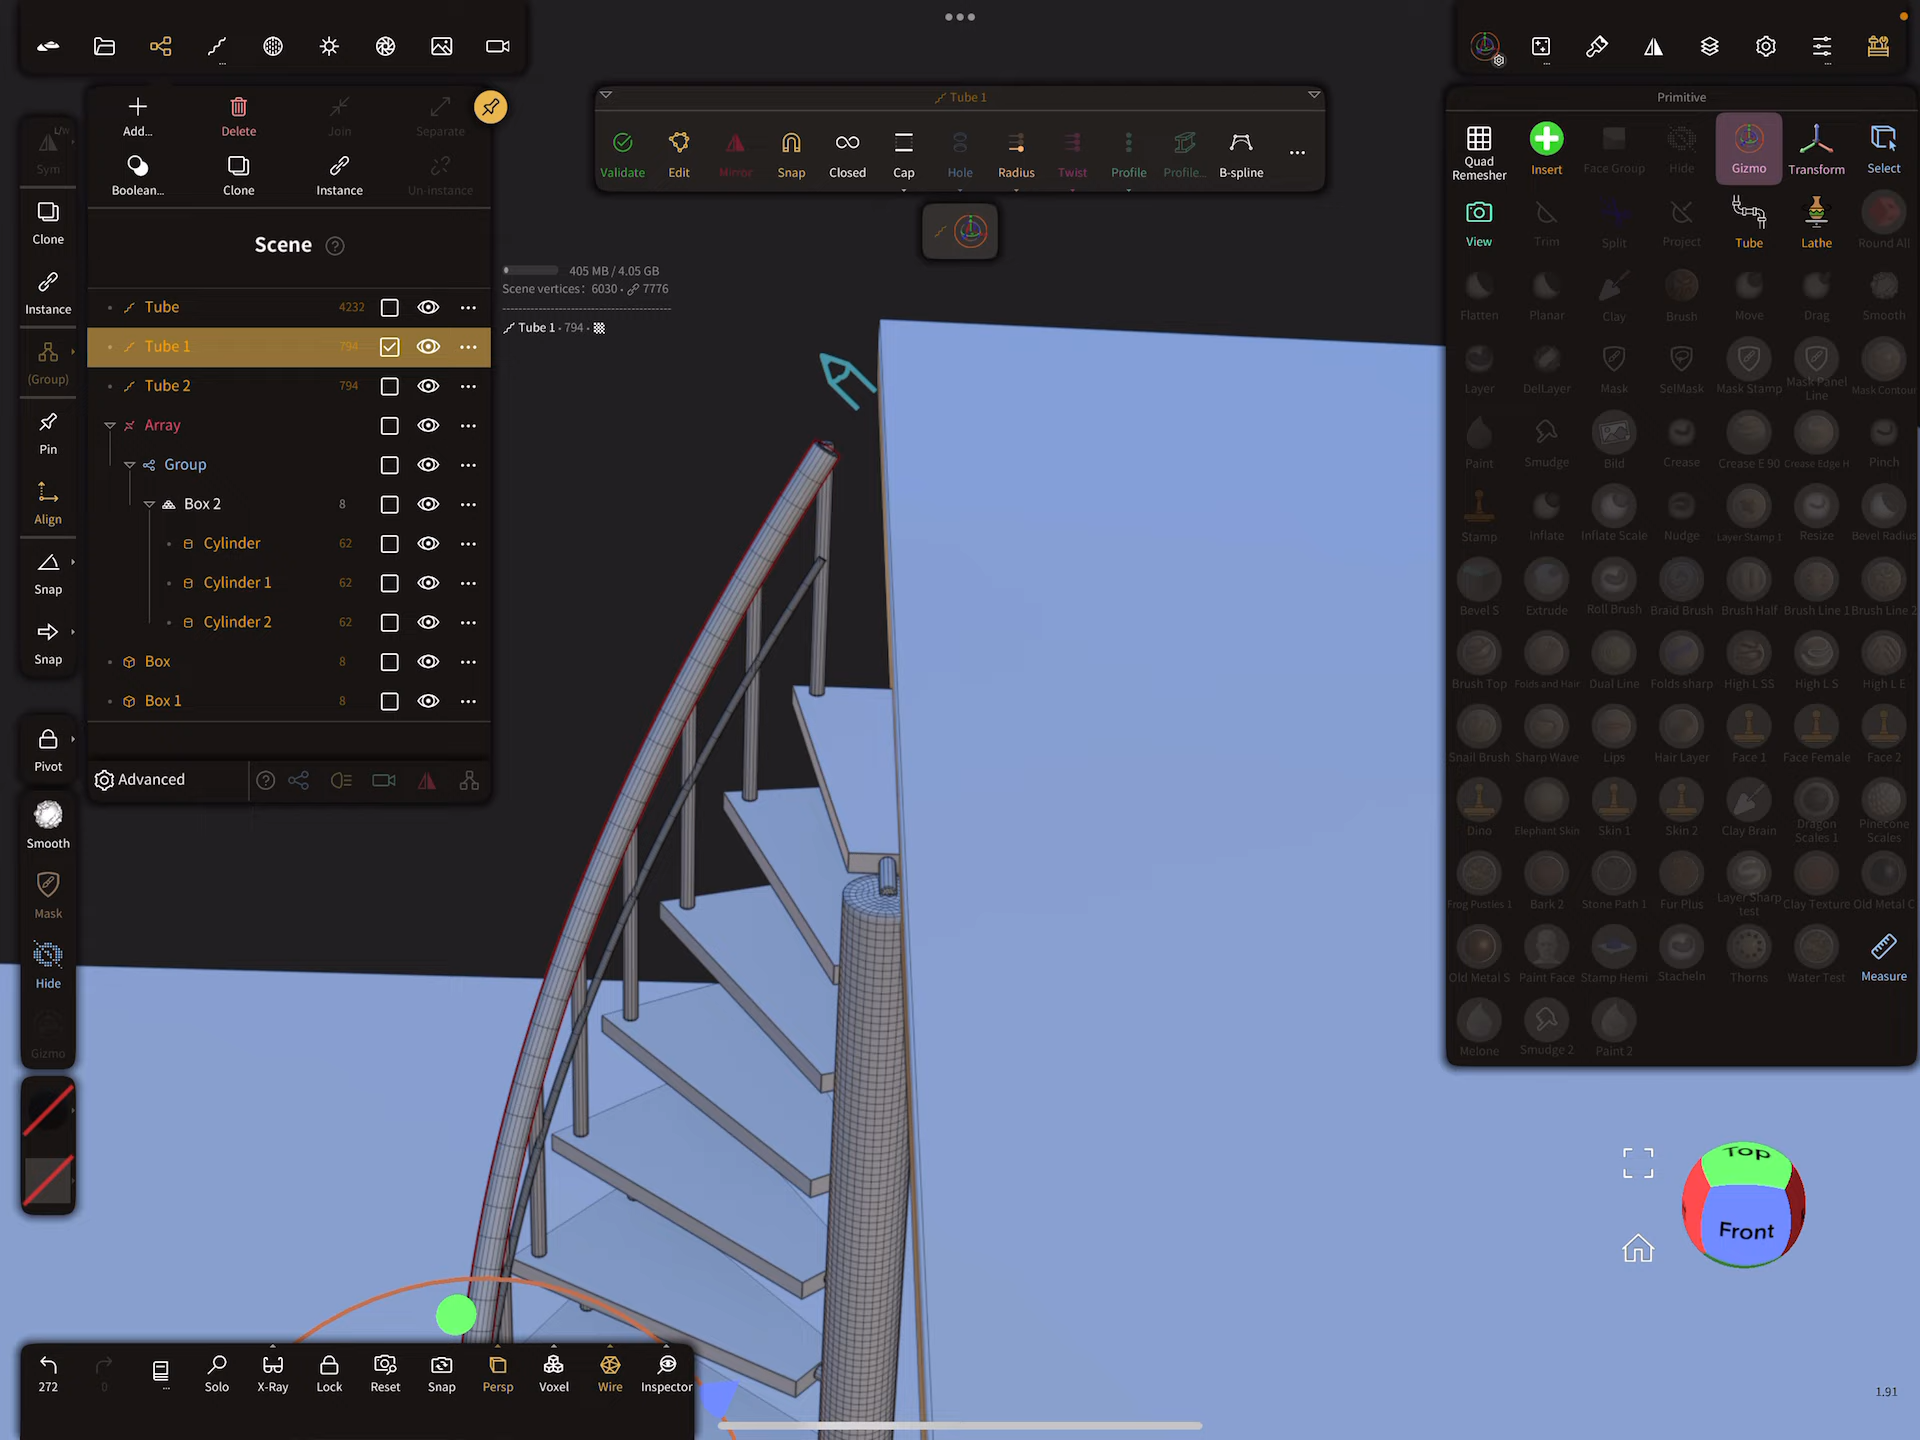 Add...
Delete
Join
Separate
Boolean...
Clone
Instance
Un-instance
Scene ?
Tube 4232
Tube 1 794
Tube 2 794
Array
Group
Box 2 8
Cylinder 62
Cylinder 1 62
Cylinder 2 62
Box 8
Box 1 8
Advanced
L/W
Sym
Clone
Instance
(Group)
Pin
Align
Snap
Snap
Pivot
Smooth
Mask
Hide
Gizmo
Tube 1
Validate
Edit
Mirror
Snap
Closed
Cap
Hole
Radius
Twist
Profile
Profile...
B-spline
405 MB / 4.05 GB
Scene vertices: 6030 • 7776
Tube 1 • 794 •
Primitive
Quad Remesher
Insert
Face Group
Hide
Gizmo
Transform
Select
View
Trim
Split
Project
Tube
Lathe
Round All
Flatten
Planar
Clay
Brush
Move
Drag
Smooth
Layer
DelLayer
Mask
SelMask
Mask Stamp
Mask Panel Line
Mask Contour
Paint
Smudge
Bild
Crease
Crease E 90
Crease Edge H
Pinch
Stamp
Inflate
Inflate Scale
Nudge
Layer Stamp 1
Resize
Bevel Radius
Bevel S
Extrude
Roll Brush
Braid Brush
Brush Half
Brush Line 1
Brush Line 2
Brush Top
Folds and Hair
Dual Line
Folds sharp
High L SS
High L S
High L E
Snail Brush
Sharp Wave
Lips
Hair Layer
Face 1
Face Female
Face 2
Dino
Elephant Skin
Skin 1
Skin 2
Clay Brain
Dragon Scales 1
Pinecone Scales
Frog Pustles 1
Bark 2
Stone Path 1
Fur Plus
Layer Sharp test
Clay Texture
Old Metal C
Old Metal S
Paint Face
Stamp Hemi
Stacheln
Thorns
Water Test
Measure
Melone
Smudge 2
Paint 2
Top
Front
272
0
Solo
X-Ray
Lock
Reset
Snap
Persp
Voxel
Wire
Inspector
1.91